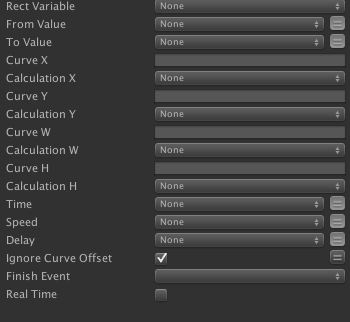 Rect Variable None
From Value None
To Value None
Curve X
Calculation X None
Curve Y
Calculation Y None
Curve W
Calculation W None
Curve H
Calculation H None
Time None
Speed None
Delay None
Ignore Curve Offset
Finish Event
Real Time